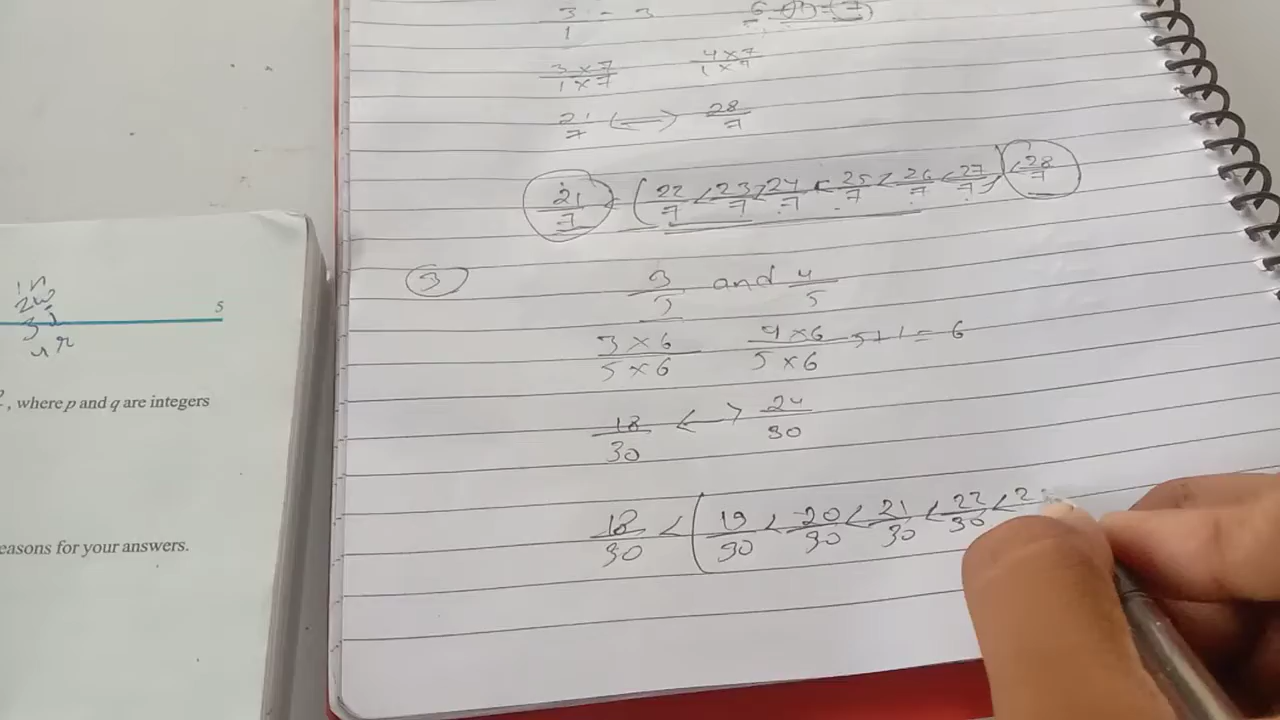 3/1 = 3
3 × 7 / 1 × 7   4 × 7 / 1 × 7
21/7 <=> 28/7
21/7 < (22/7 < 23/7 < 24/7 < 25/7 < 26/7 < 27/7) < 28/7
3 3/5 and 4/5
3 × 6 / 5 × 6   4 × 6 / 5 × 6   5 + 1 = 6
18/30 <-> 24/30
18/30 < (19/30 < 20/30 < 21/30 < 22/30 < 2
5
, where p and q are integers
easons for your answers.